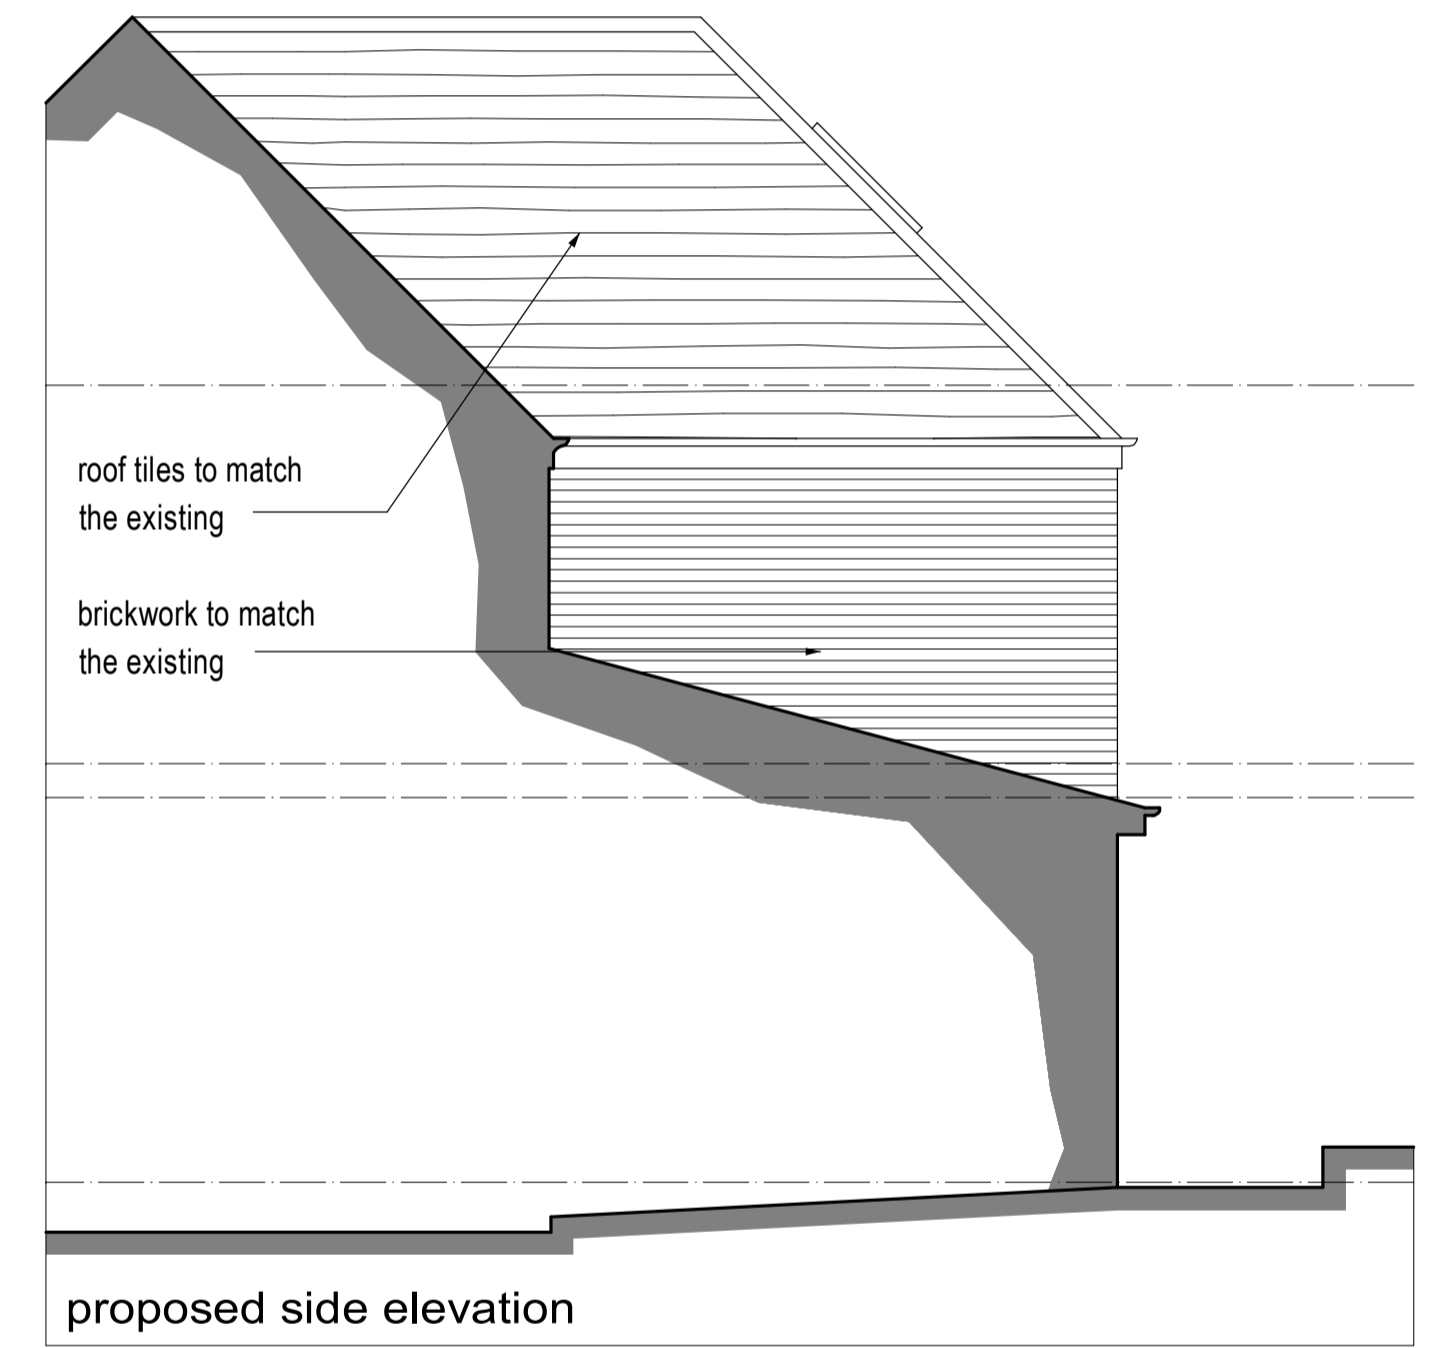 roof tiles to match
the existing
brickwork to match
the existing
proposed side elevation